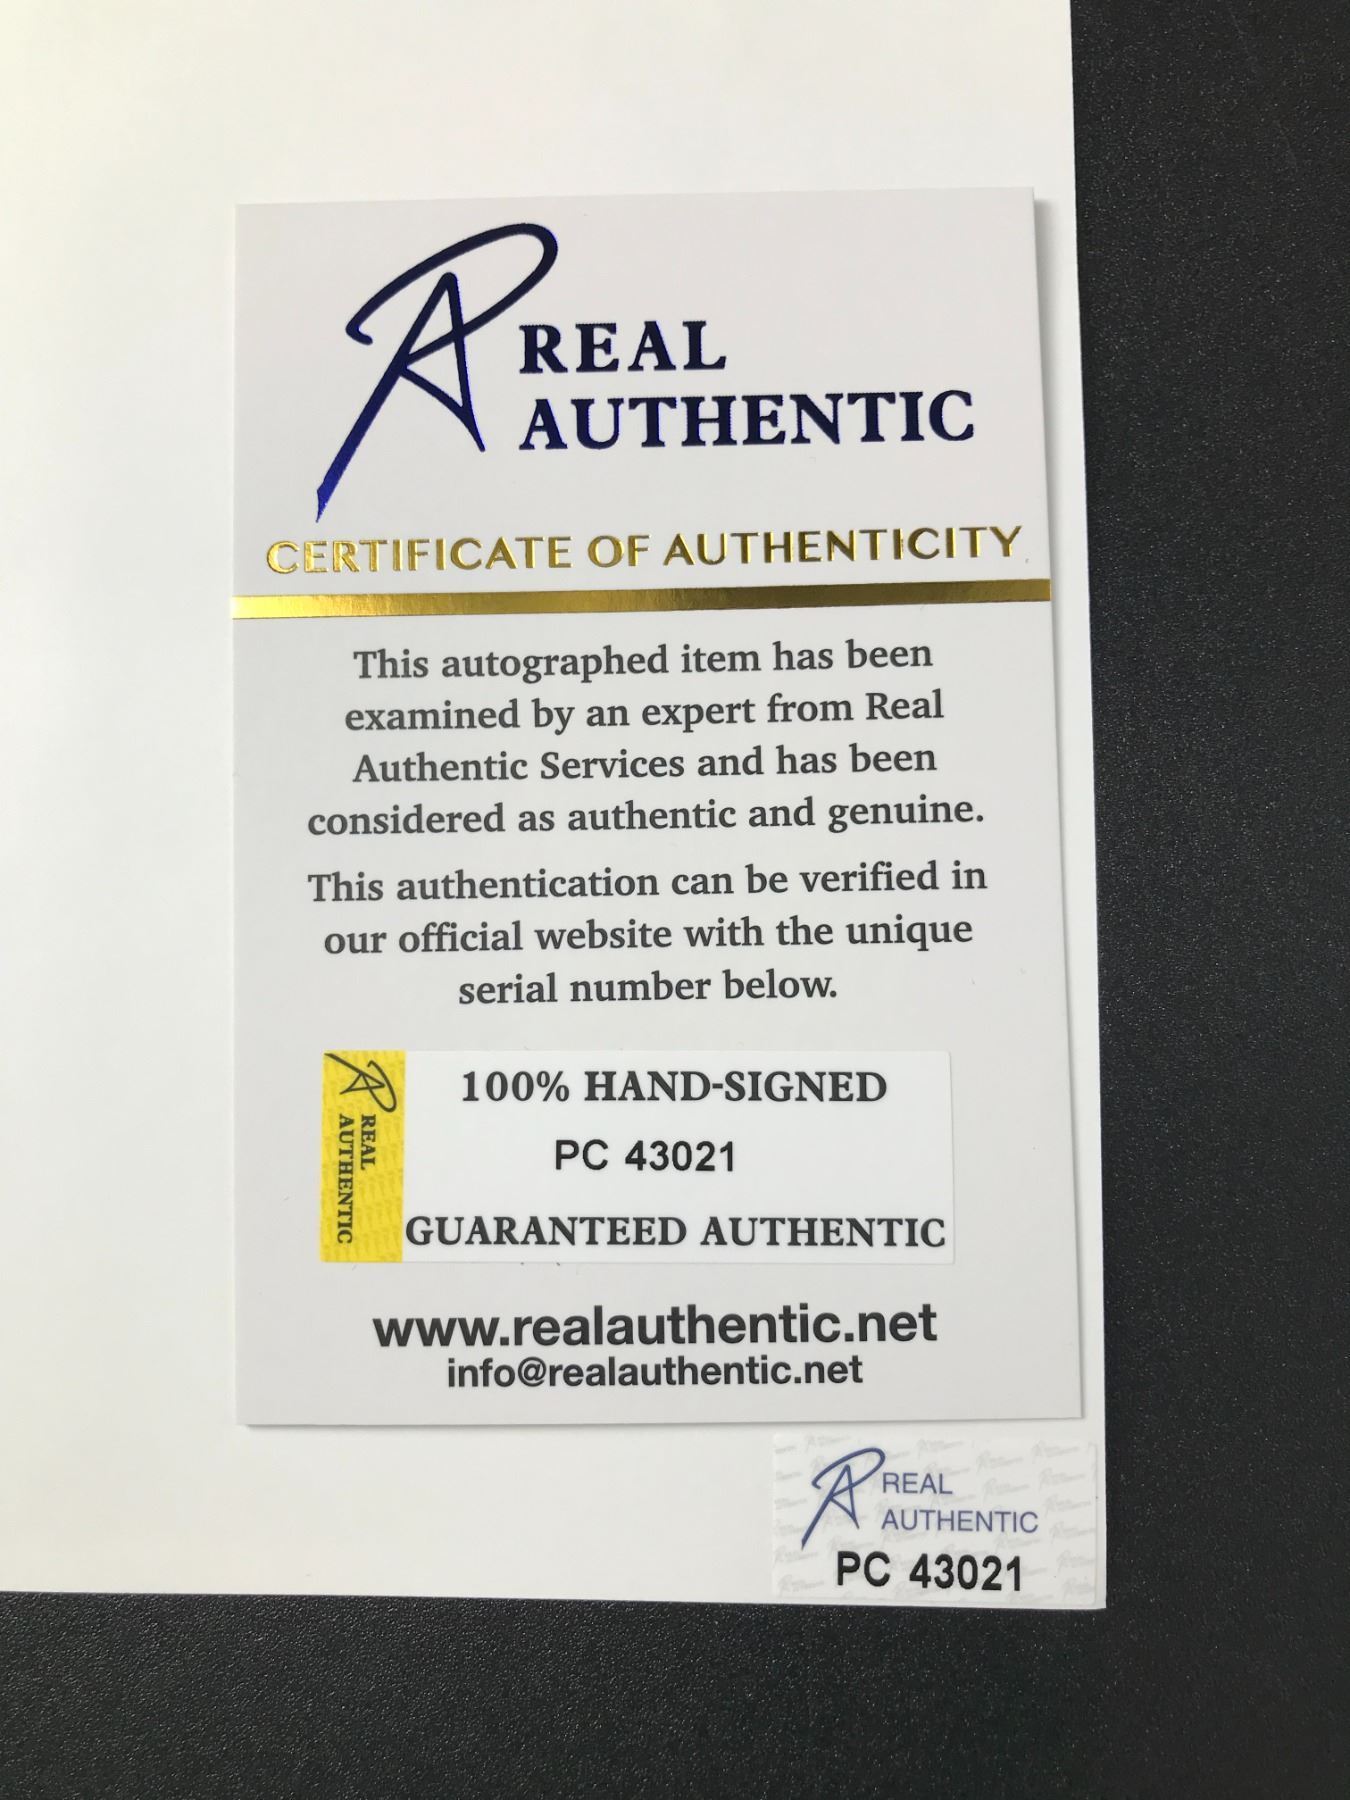 REAL
AUTHENTIC
CERTIFICATE OF AUTHENTICITY
This autographed item has been
examined by an expert from Real
Authentic Services and has been
considered as authentic and genuine.
This authentication can be verified in
our official website with the unique
serial number below.
REAL
AUTHENTIC
100% HAND-SIGNED
PC 43021
GUARANTEED AUTHENTIC
www.realauthentic.net
info@realauthentic.net
REAL
AUTHENTIC
PC 43021